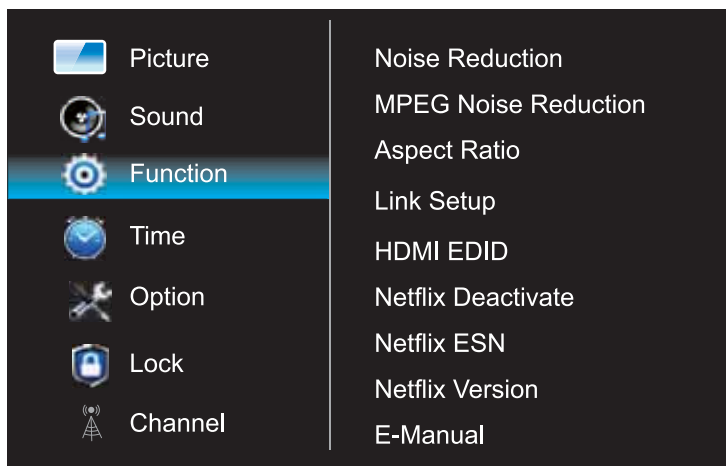 Picture
Sound
Function
Time
Option
Lock
Channel
Noise Reduction
MPEG Noise Reduction
Aspect Ratio
Link Setup
HDMI EDID
Netflix Deactivate
Netflix ESN
Netflix Version
E-Manual